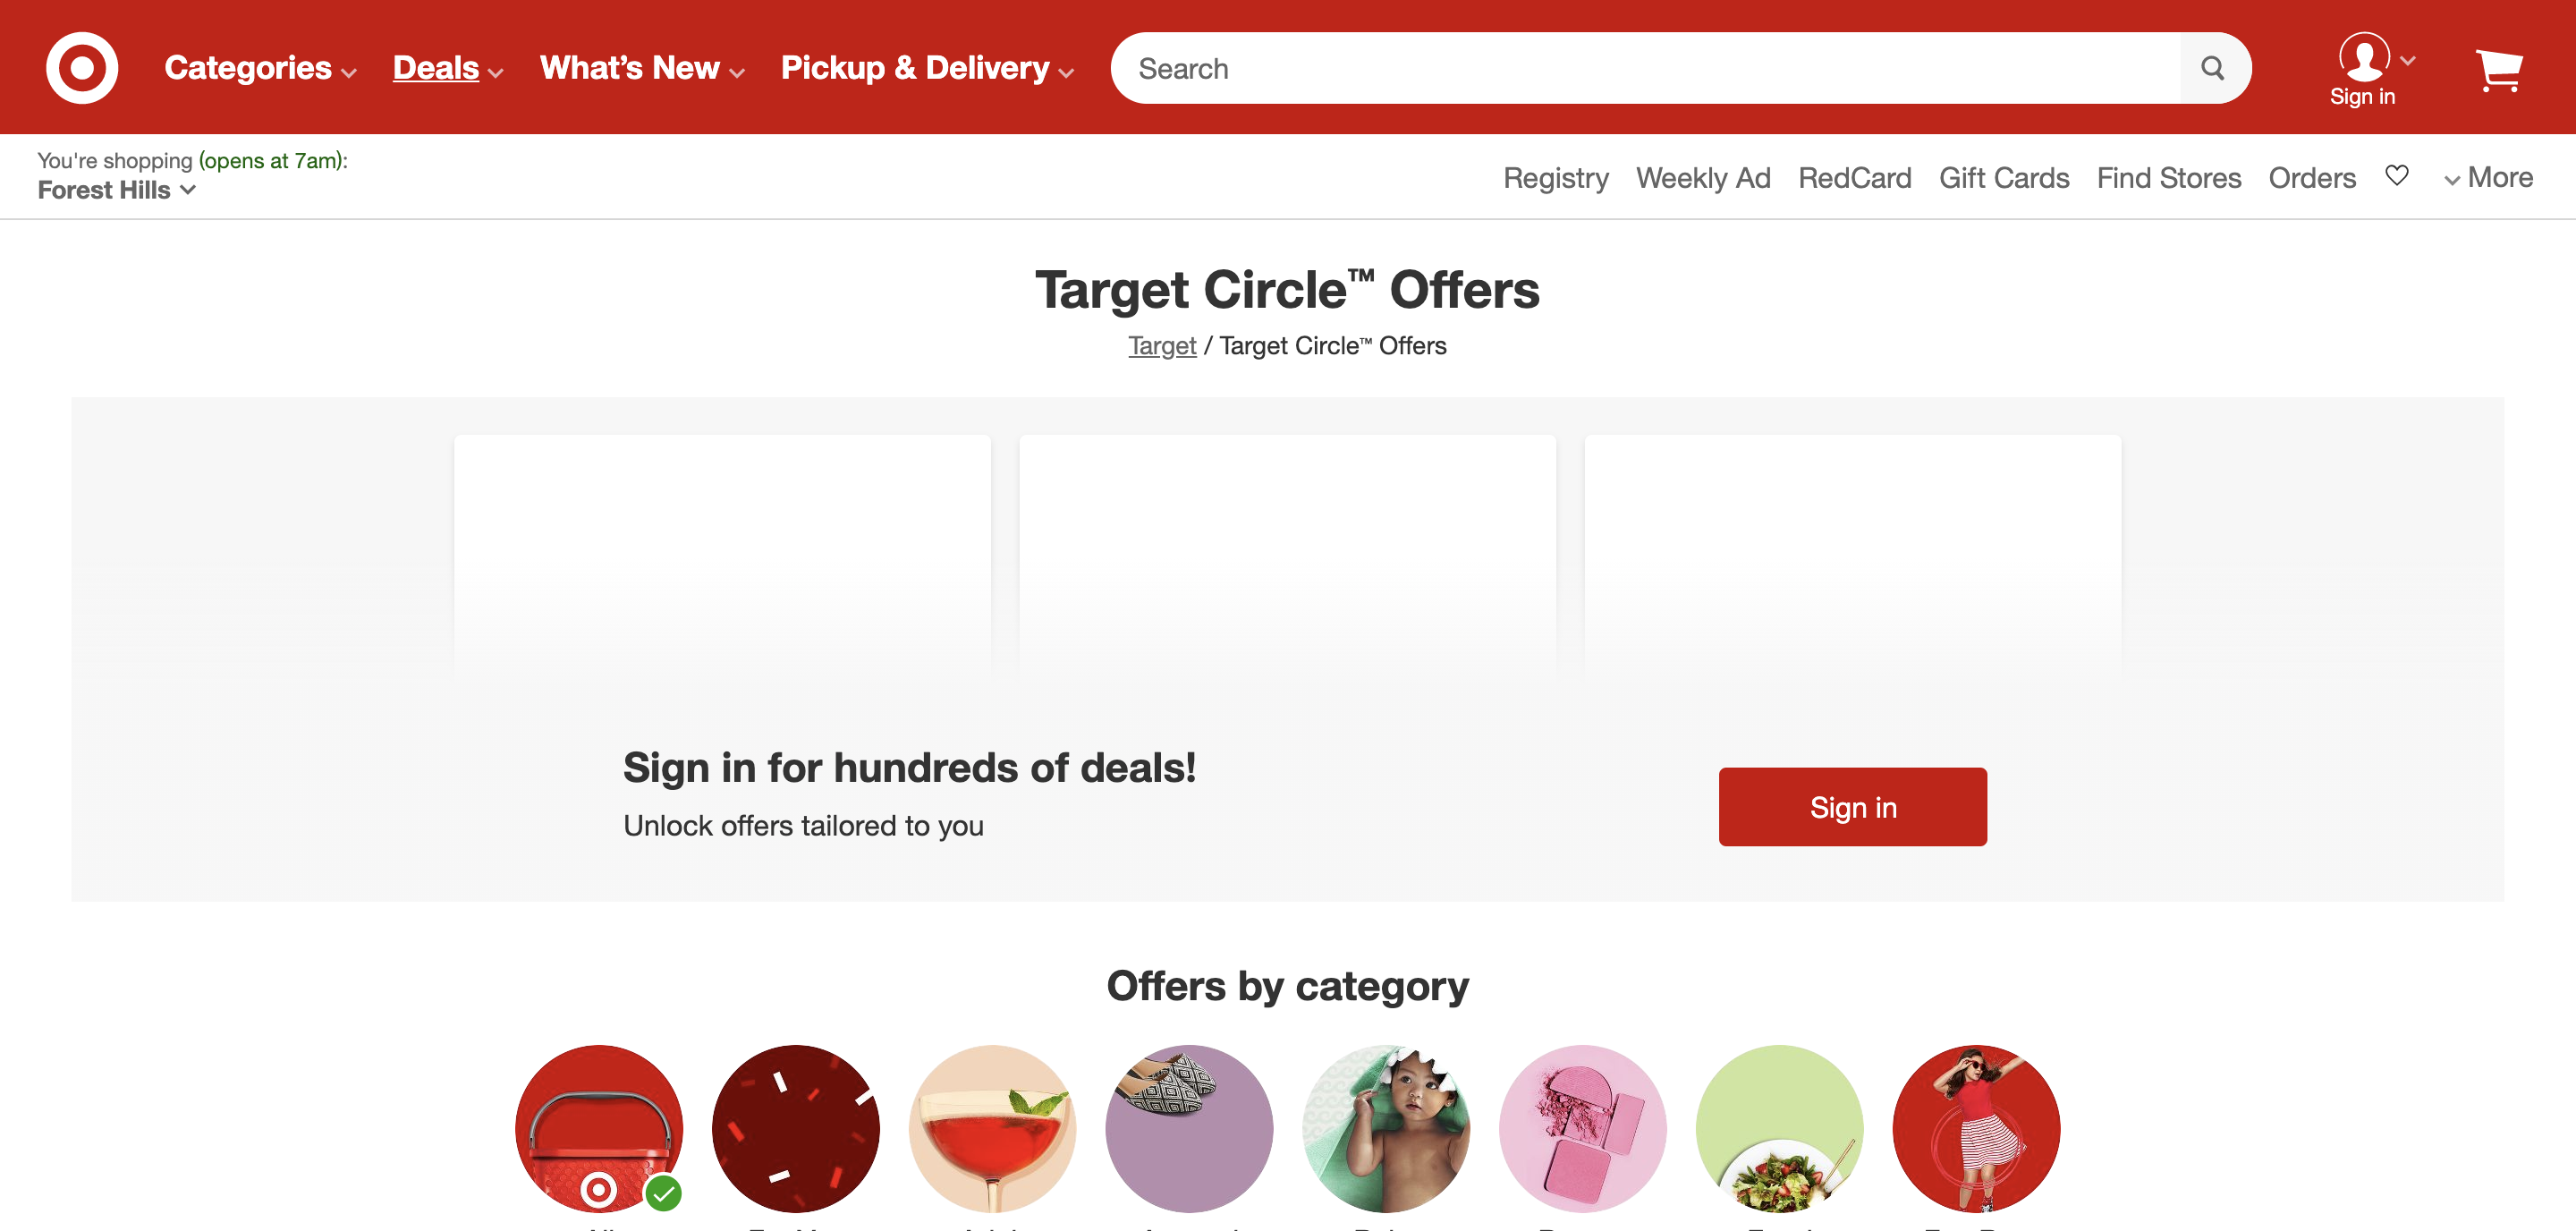 Categories
Deals
What's New
Pickup & Delivery
Search
Sign in
You're shopping (opens at 7am):
Forest Hills
Registry
Weekly Ad
RedCard
Gift Cards
Find Stores
Orders
More
Target Circle™ Offers
Target / Target Circle™ Offers
Sign in for hundreds of deals!
Unlock offers tailored to you
Sign in
Offers by category